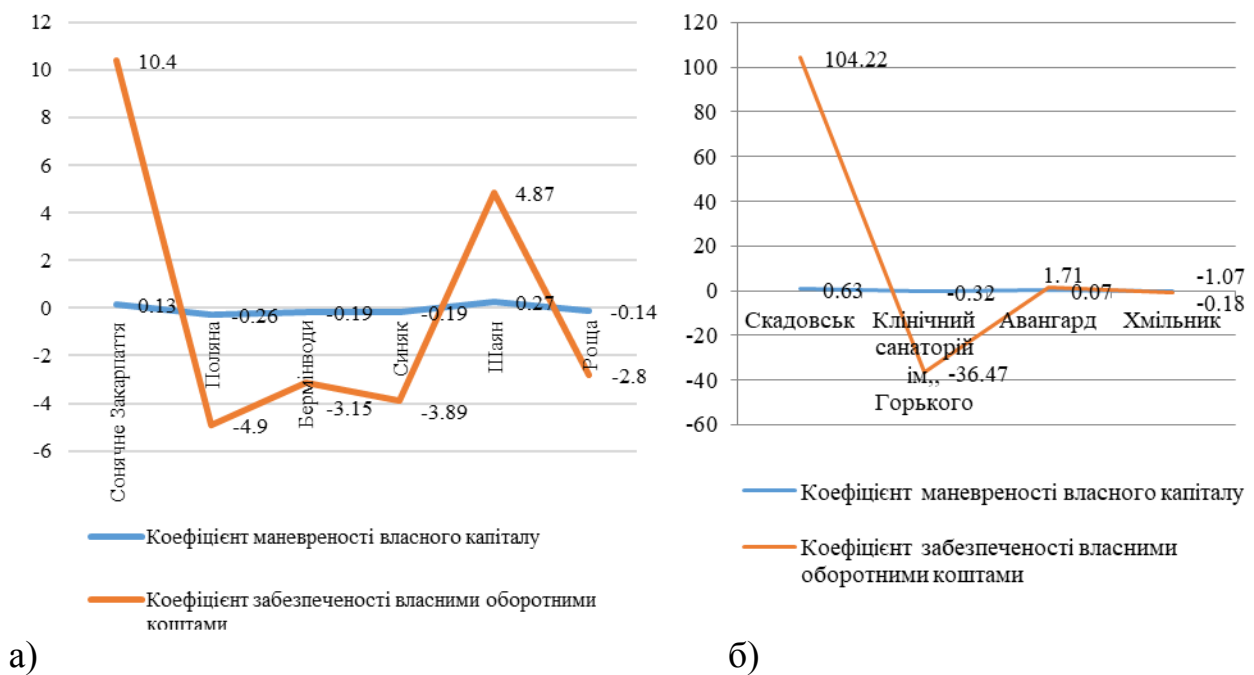 12
10
8
6
4
2
0
-2
-4
-6
10.4
0.13
-4.9
-0.26
-3.15
-0.19
-3.89
-0.19
4.87
0.27
-2.8
-0.14
Сонячне Закарпаття
Поляна
Бермінводи
Синяк
Шаян
Роща
Коефіцієнт маневреності власного капіталу
Коефіцієнт забезпеченості власними оборотними
коштами
а)
120
100
80
60
40
20
0
-20
-40
-60
104.22
0.63
-0.32
-36.47
1.71
0.07
-1.07
-0.18
Скадовськ
Клінічний
санаторій
ім,,
Горького
Авангард
Хмільник
Коефіцієнт маневреності власного капіталу
Коефіцієнт забезпеченості власними
оборотними коштами
б)